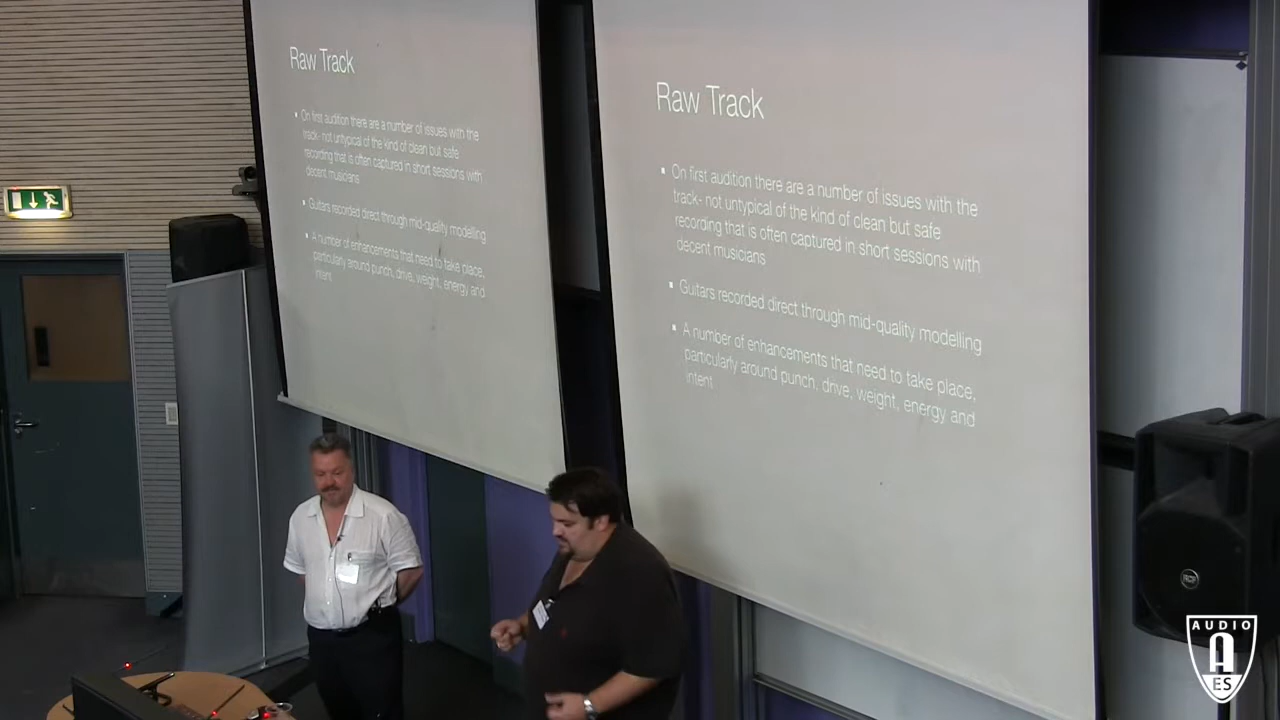 Raw Track
On first audition there are a number of issues with the
track- not untypical of the kind of clean but safe
recording that is often captured in short sessions with
decent musicians
Guitars recorded direct through mid-quality modelling
A number of enhancements that need to take place,
particularly around punch, drive, weight, energy and
intent
Raw Track
On first audition there are a number of issues with the
track- not untypical of the kind of clean but safe
recording that is often captured in short sessions with
decent musicians
Guitars recorded direct through mid-quality modelling
A number of enhancements that need to take place,
particularly around punch, drive, weight, energy and
intent
RCF
AUDIO
A
ES